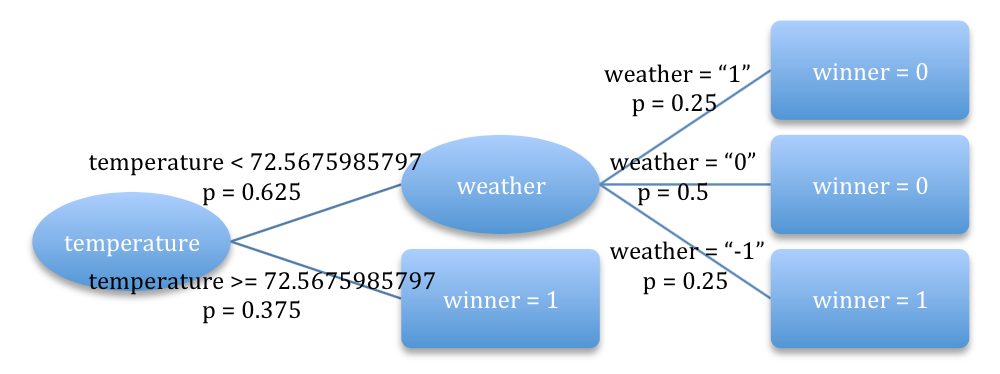 temperature
temperature < 72.5675985797
p = 0.625
temperature >= 72.5675985797
p = 0.375
weather
winner = 1
weather = “1”
p = 0.25
weather = “0”
p = 0.5
weather = “-1”
p = 0.25
winner = 0
winner = 0
winner = 1